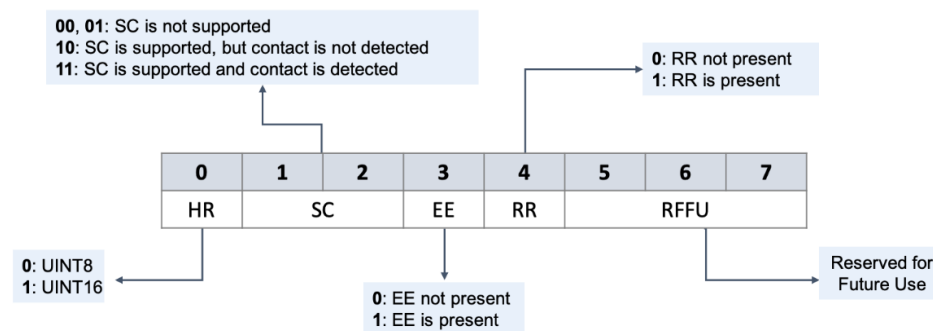 00, 01: SC is not supported
10: SC is supported, but contact is not detected
11: SC is supported and contact is detected
0: RR not present
1: RR is present
0 1 2 3 4 5 6 7
HR SC EE RR RFFU
0: UINT8
1: UINT16
0: EE not present
1: EE is present
Reserved for
Future Use